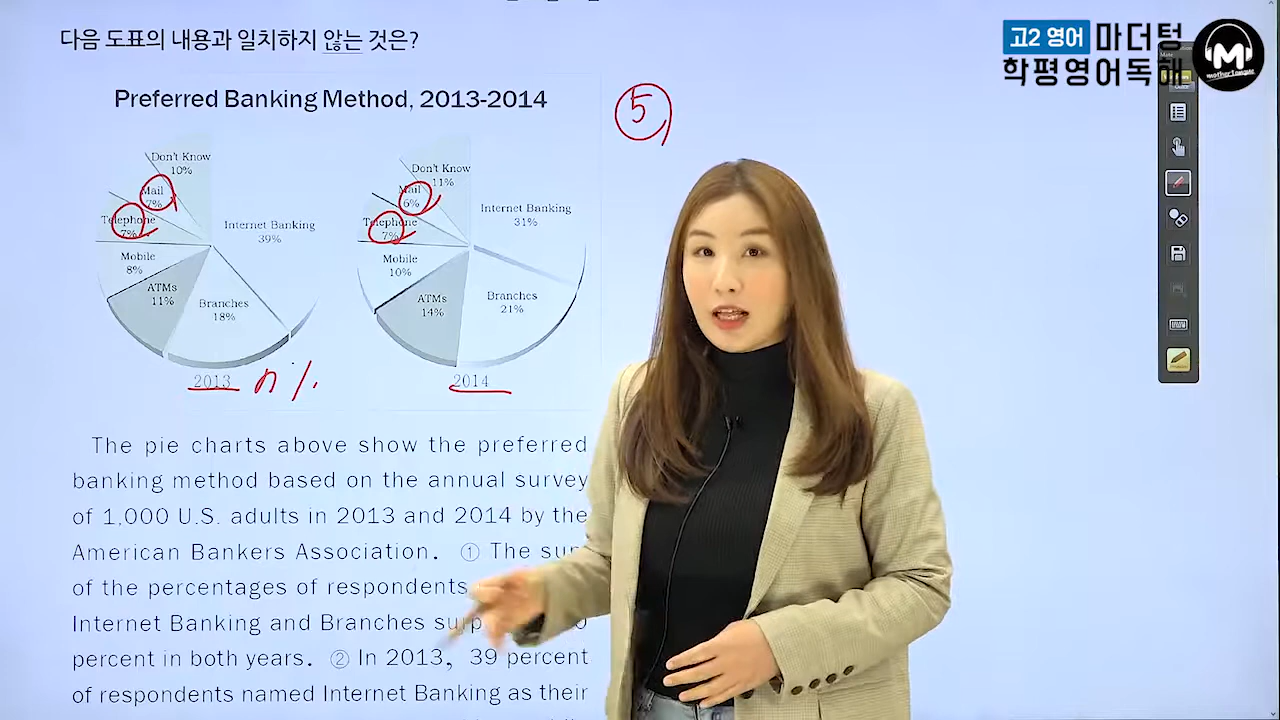 다음 도표의 내용과 일치하지 않는 것은?
고2 영어 마더텅
학평영어독해
mother tongue
Preferred Banking Method, 2013-2014
5
Don't Know
10%
Mail
7%
Telephone
7%
Mobile
8%
ATMs
11%
Branches
18%
Internet Banking
39%
2013 n%
Don't Know
11%
Mail
6%
Telephone
7%
Mobile
10%
ATMs
14%
Branches
21%
Internet Banking
31%
2014
The pie charts above show the preferred
banking method based on the annual survey
of 1,000 U.S. adults in 2013 and 2014 by the
American Bankers Association. ① The
of the percentages of respondents
Internet Banking and Branches
percent in both years. ② In 2013, 39 percent
of respondents named Internet Banking as their